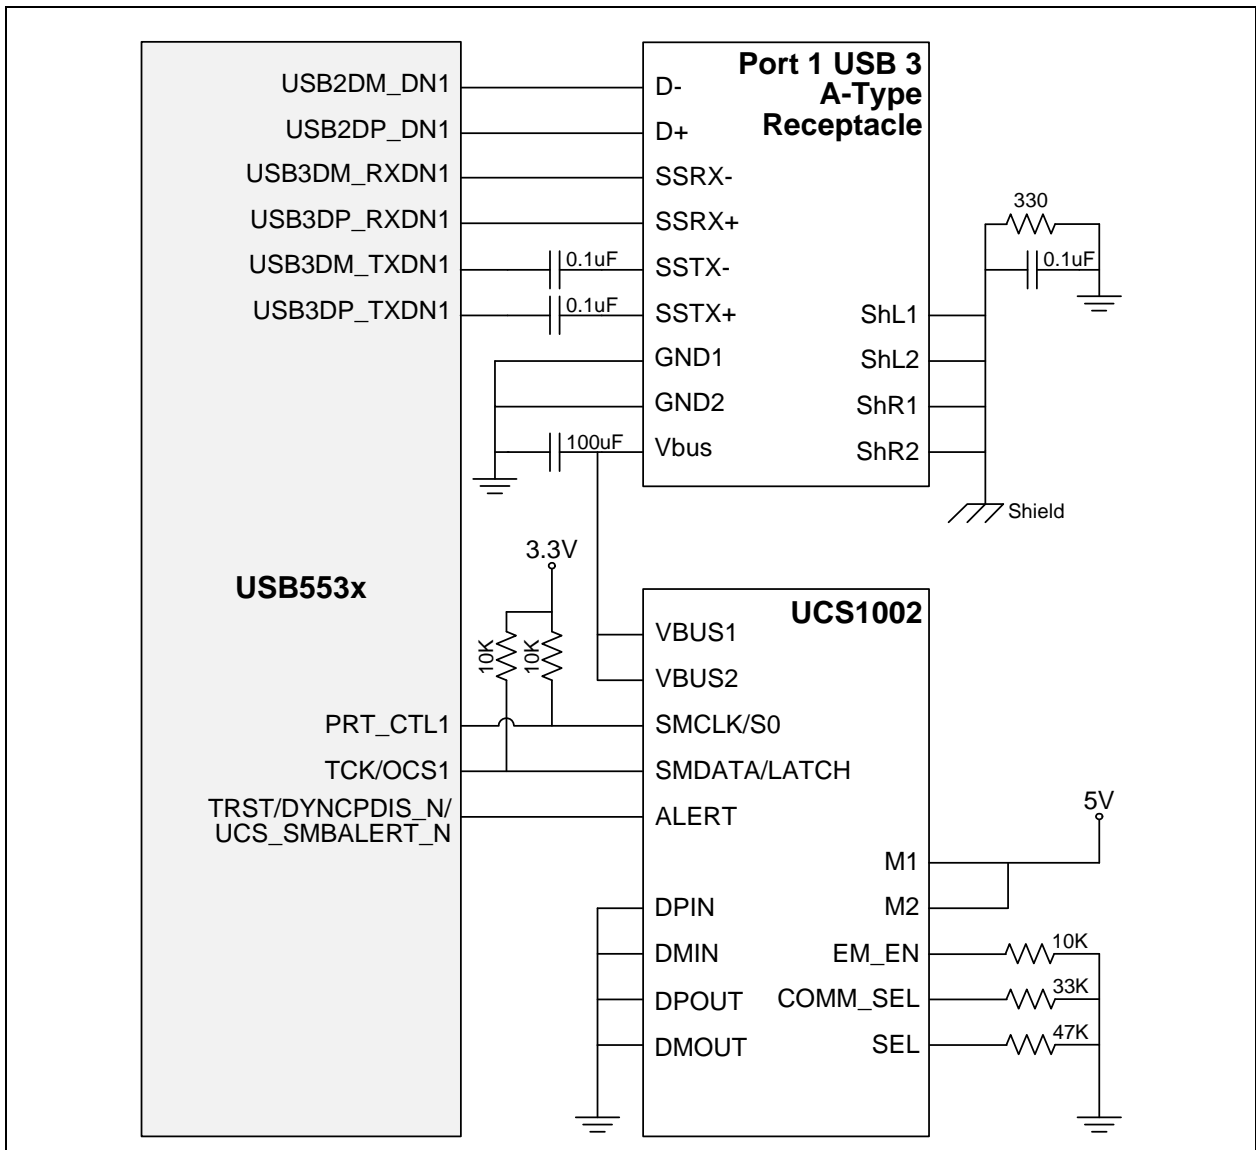 USB2DM_DN1
USB2DP_DN1
USB3DM_RXDN1
USB3DP_RXDN1
USB3DM_TXDN1
USB3DP_TXDN1
USB553x
PRT_CTL1
TCK/OCS1
TRST/DYNCPDIS_N/
UCS_SMBALERT_N
0.1uF
0.1uF
100uF
3.3V
10K
10K
Port 1 USB 3
A-Type
Receptacle
D-
D+
SSRX-
SSRX+
SSTX-
SSTX+
GND1
GND2
Vbus
ShL1
ShL2
ShR1
ShR2
330
0.1uF
Shield
UCS1002
VBUS1
VBUS2
SMCLK/S0
SMDATA/LATCH
ALERT
DPIN
DMIN
DPOUT
DMOUT
M1
M2
EM_EN
COMM_SEL
SEL
5V
10K
33K
47K